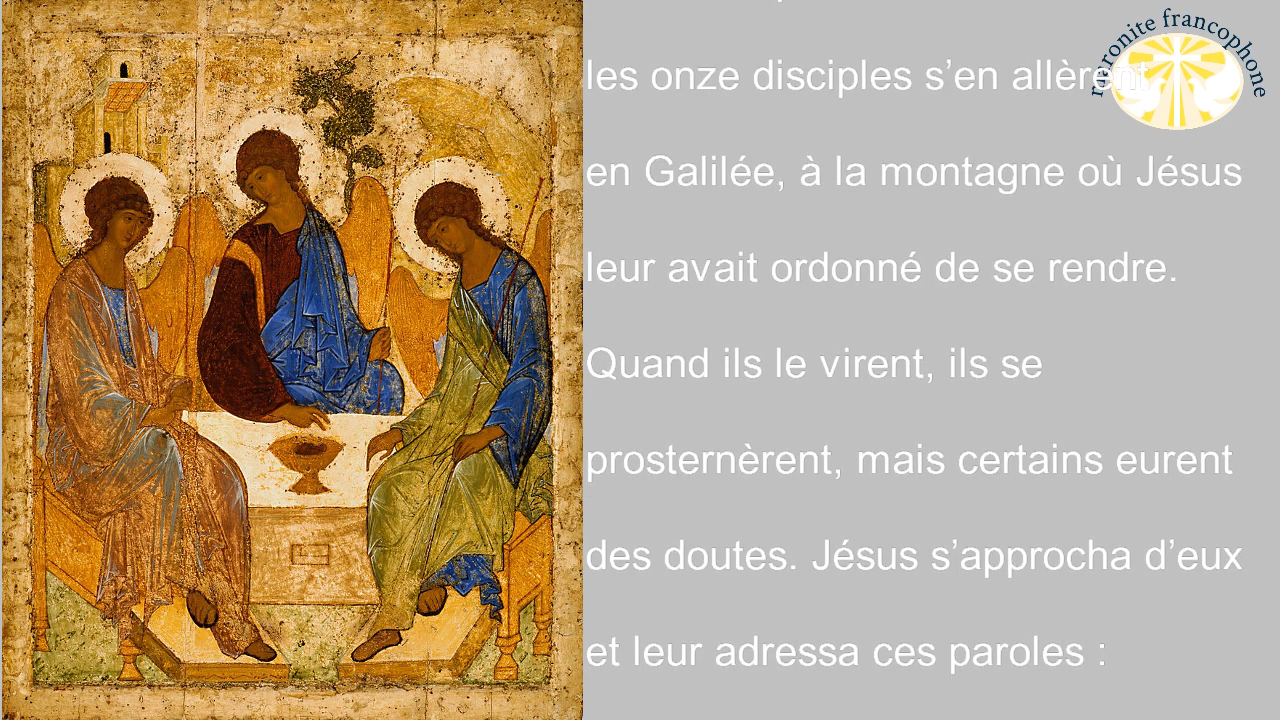 maronite francophone
les onze disciples s’en allèrent
en Galilée, à la montagne où Jésus
leur avait ordonné de se rendre.
Quand ils le virent, ils se
prosternèrent, mais certains eurent
des doutes. Jésus s’approcha d’eux
et leur adressa ces paroles :